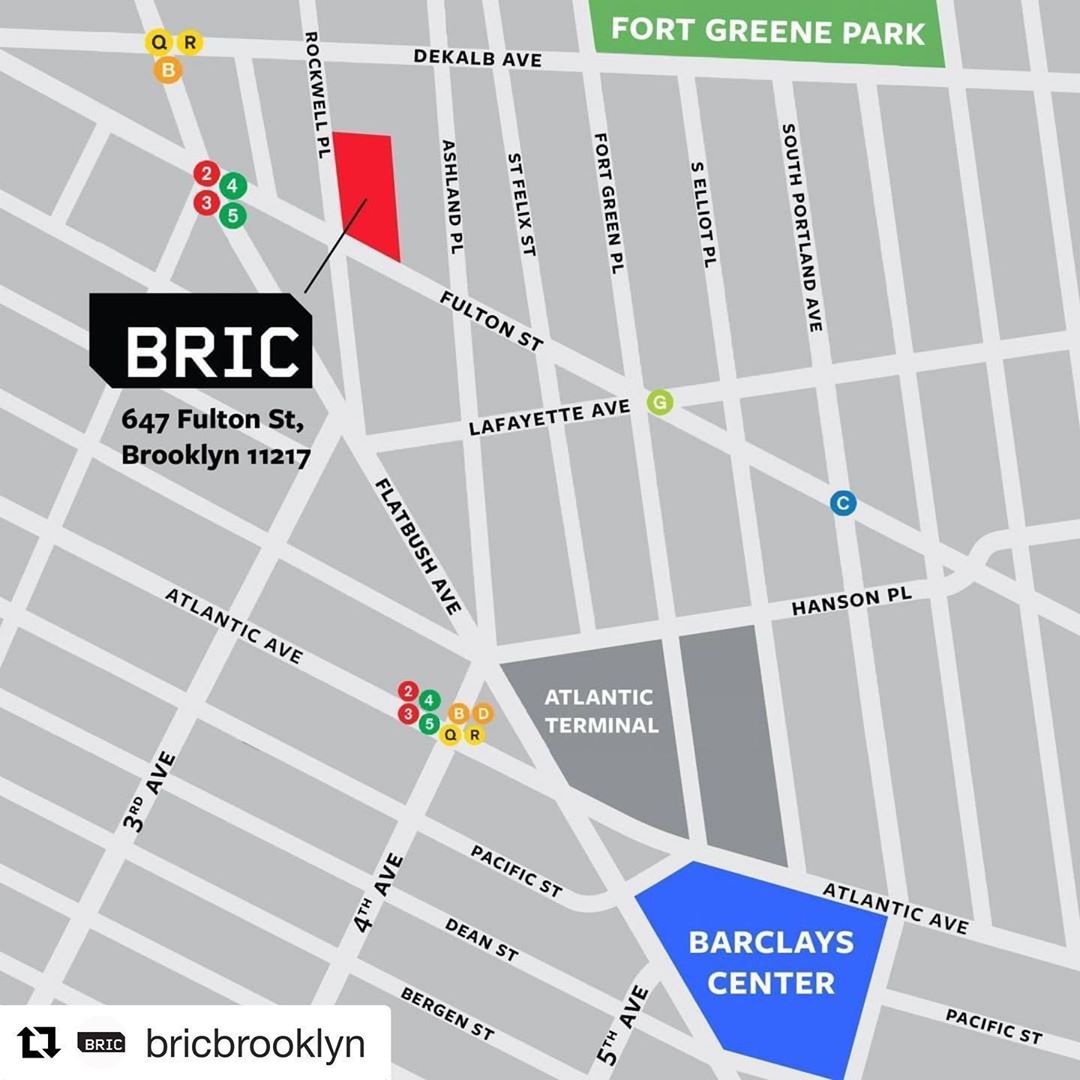 FORT GREENE PARK
Q R
B
DEKALB AVE
ROCKWELL PL
ASHLAND PL
ST FELIX ST
FORT GREEN PL
S ELLIOT PL
SOUTH PORTLAND AVE
2
4
3
5
BRIC
647 Fulton St,
Brooklyn 11217
FULTON ST
LAFAYETTE AVE
G
C
FLATBUSH AVE
HANSON PL
ATLANTIC AVE
2
4
3
5
B D
Q R
ATLANTIC
TERMINAL
3RD AVE
4TH AVE
PACIFIC ST
DEAN ST
BERGEN ST
5TH AVE
ATLANTIC AVE
BARCLAYS
CENTER
PACIFIC ST
BRIC bricbrooklyn